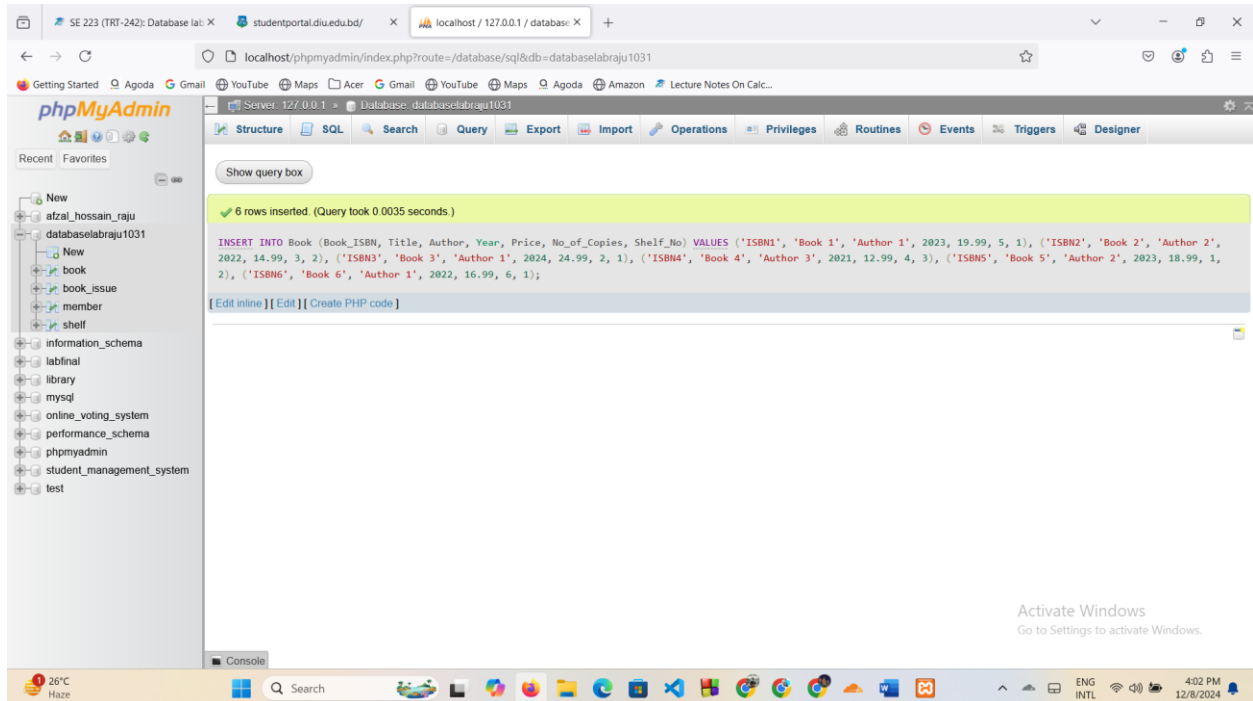 SE 223 (TRT-242): Database lab
studentportal.diu.edu.bd/
localhost / 127.0.0.1 / database
localhost/phpmyadmin/index.php?route=/database/sql&db=databaselabraju1031
Getting Started Agoda Gmail YouTube Maps Acer Gmail YouTube Maps Agoda Amazon Lecture Notes On Calc...
phpMyAdmin
Server: 127.0.0.1 » Database: databaselabraju1031
Structure SQL Search Query Export Import Operations Privileges Routines Events Triggers Designer
Recent Favorites
Show query box
New
afzal_hossain_raju
databaselabraju1031
New
book
book_issue
member
shelf
information_schema
labfinal
library
mysql
online_voting_system
performance_schema
phpmyadmin
student_management_system
test
6 rows inserted. (Query took 0.0035 seconds.)
INSERT INTO Book (Book_ISBN, Title, Author, Year, Price, No_of_Copies, Shelf_No) VALUES ('ISBN1', 'Book 1', 'Author 1', 2023, 19.99, 5, 1), ('ISBN2', 'Book 2', 'Author 2',
2022, 14.99, 3, 2), ('ISBN3', 'Book 3', 'Author 1', 2024, 24.99, 2, 1), ('ISBN4', 'Book 4', 'Author 3', 2021, 12.99, 4, 3), ('ISBN5', 'Book 5', 'Author 2', 2023, 18.99, 1,
2), ('ISBN6', 'Book 6', 'Author 1', 2022, 16.99, 6, 1);
[ Edit inline ] [ Edit ] [ Create PHP code ]
Activate Windows
Go to Settings to activate Windows.
Console
1
26°C
Haze
Search
ENG
INTL
4:02 PM
12/8/2024